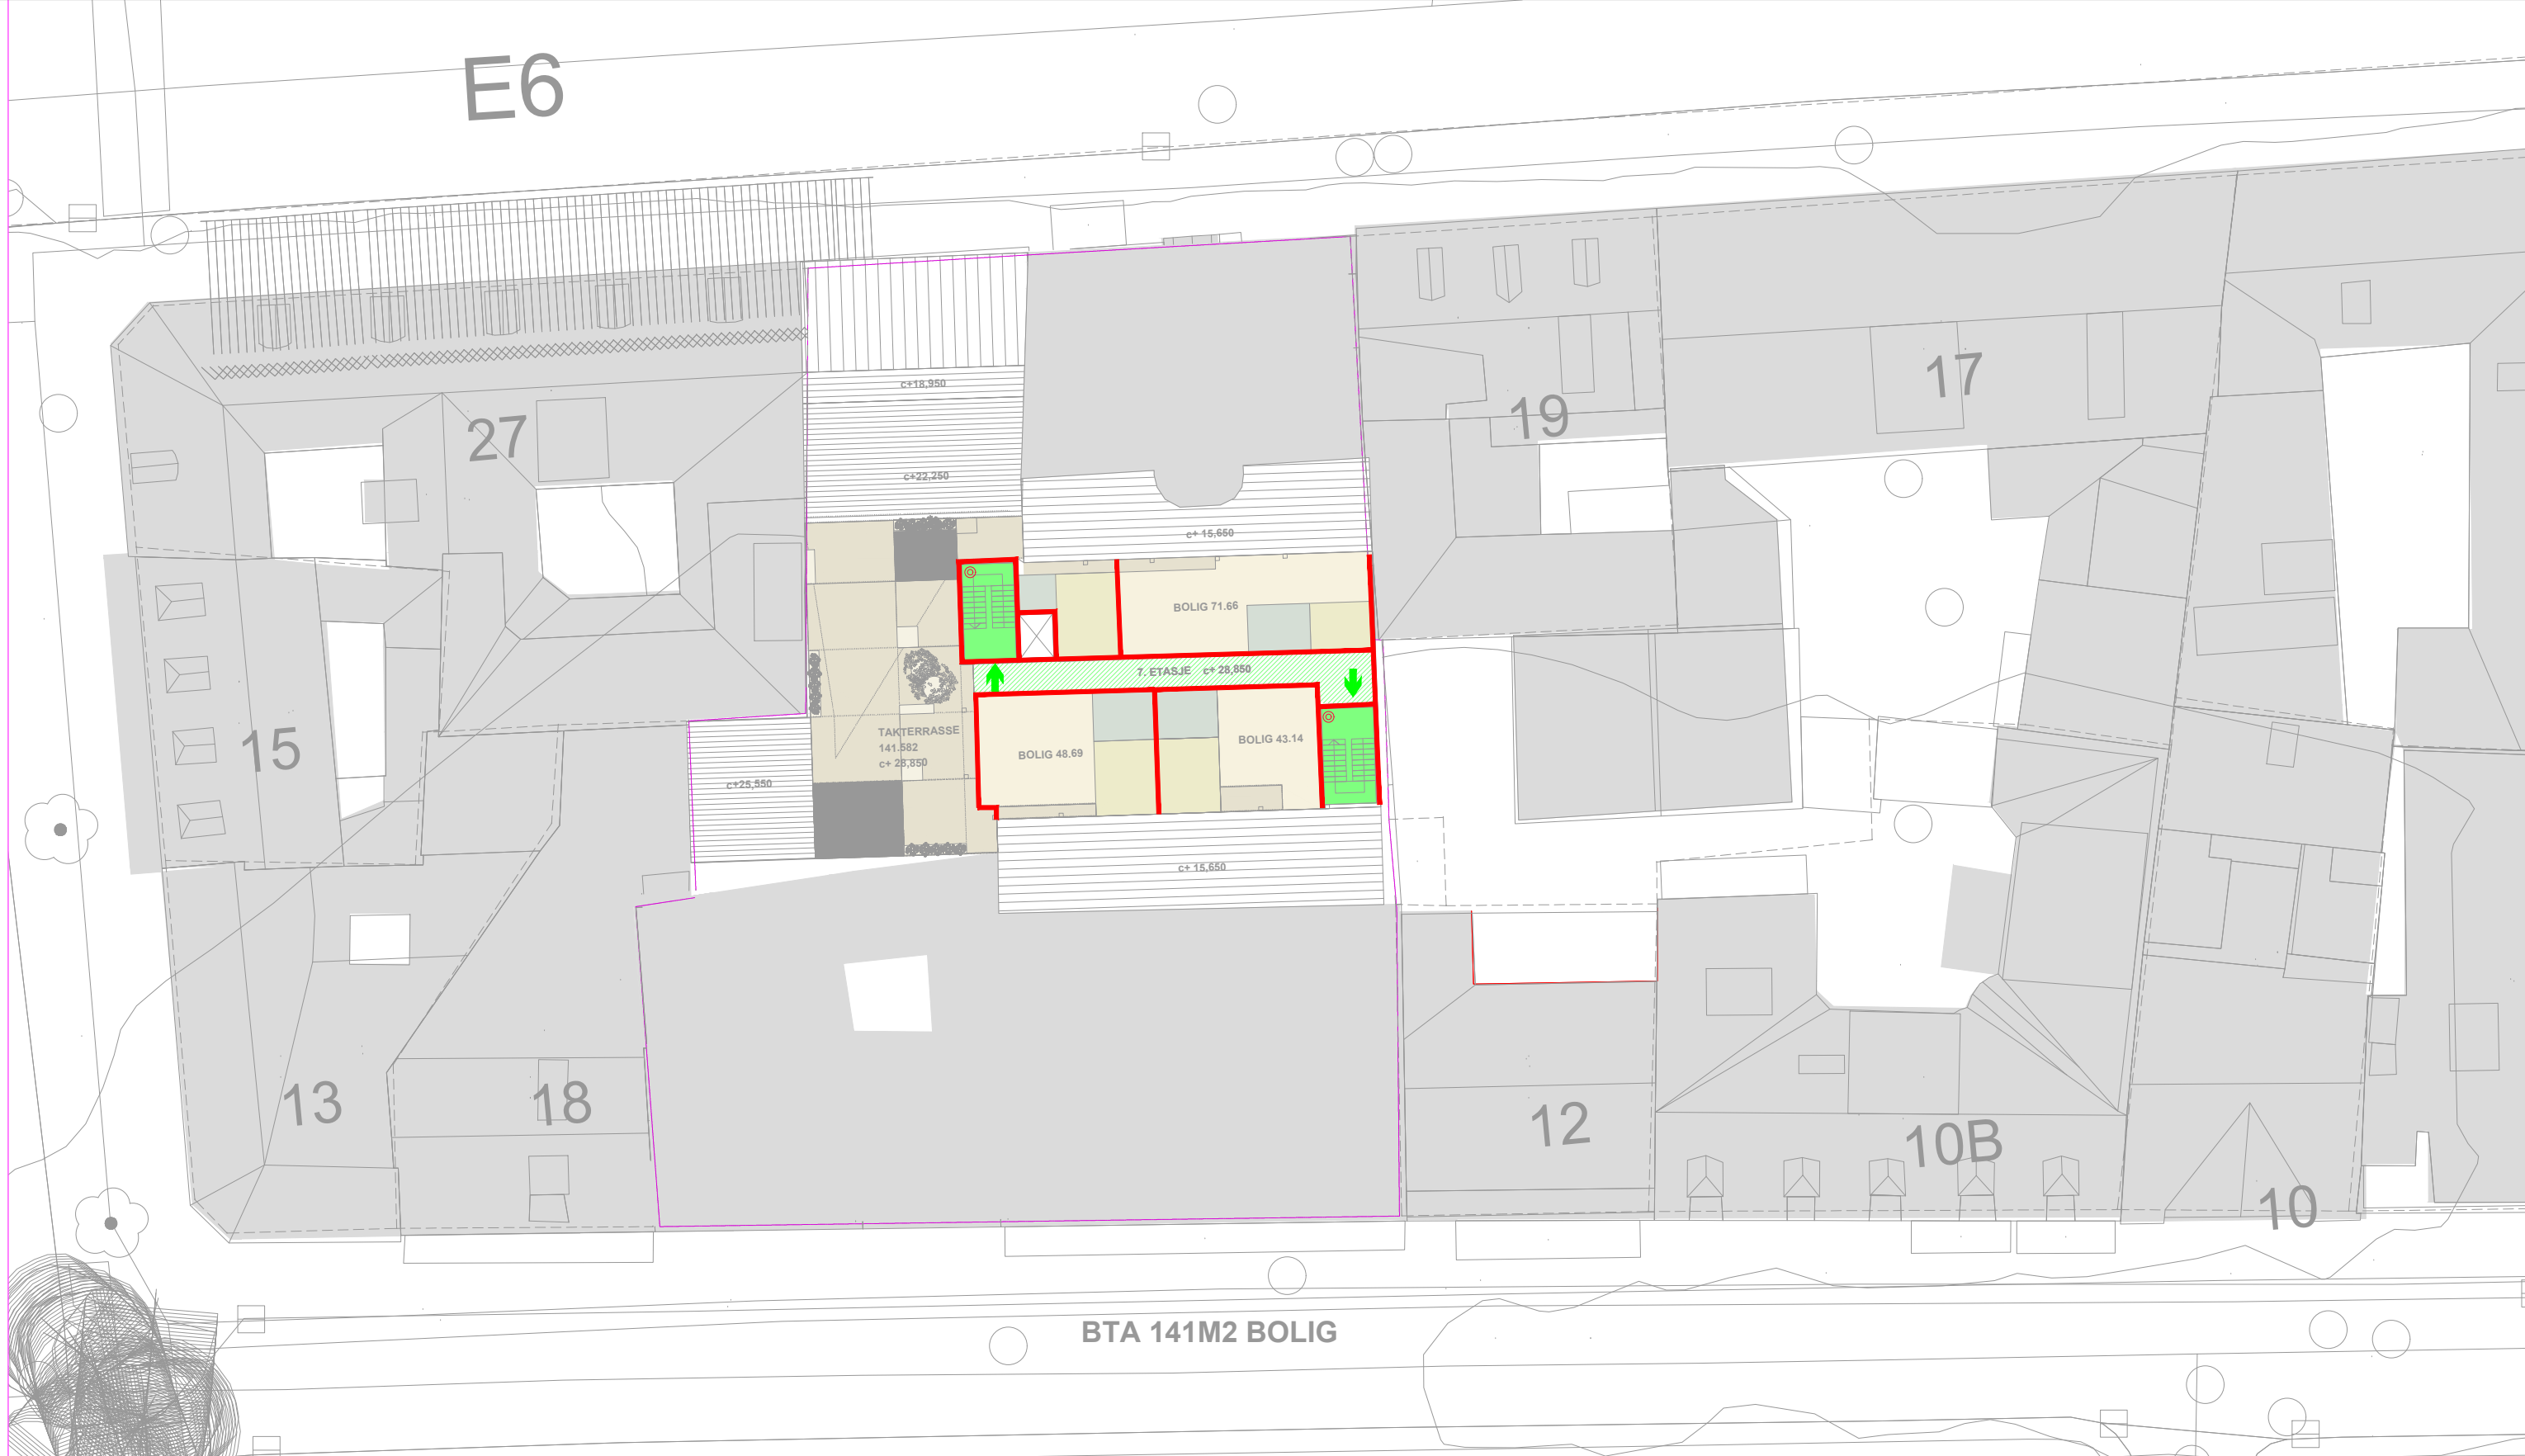 E6
c+18,950
27
c+22,250
19
17
c+ 15,650
BOLIG 71.66
7. ETASJE c+ 28,850
15
TAKTERRASSE
141.582
c+ 28,850
BOLIG 48.69
BOLIG 43.14
c+25,550
c+ 15,650
13
18
12
10B
10
BTA 141M2 BOLIG